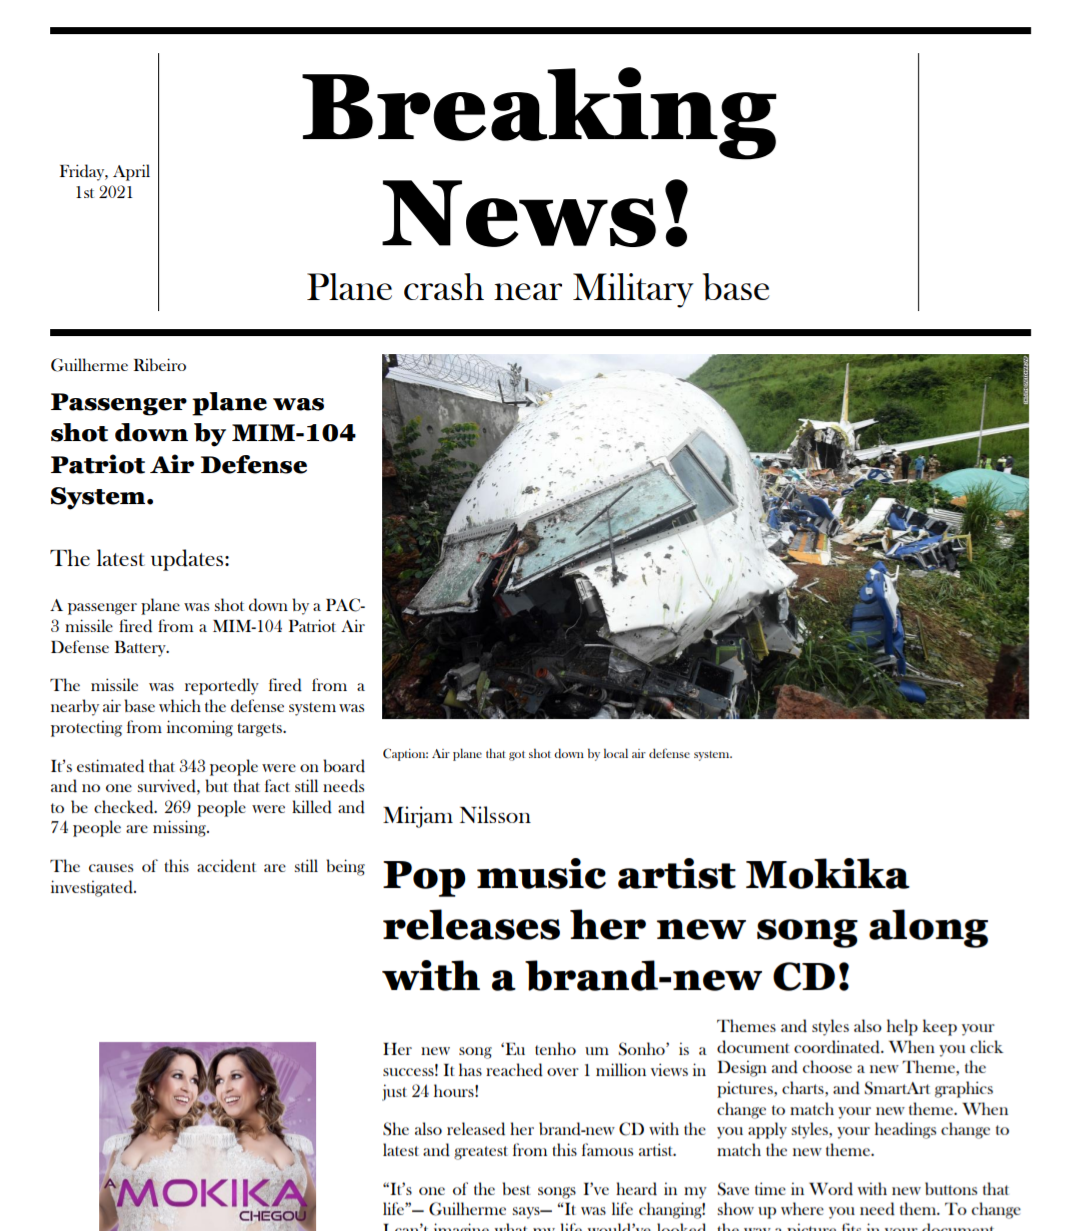 Friday, April
1st 2021
Breaking
News!
Plane crash near Military base
Guilherme Ribeiro
Passenger plane was
shot down by MIM-104
Patriot Air Defense
System.
The latest updates:
A passenger plane was shot down by a PAC-
3 missile fired from a MIM-104 Patriot Air
Defense Battery.
The missile was reportedly fired from a
nearby air base which the defense system was
protecting from incoming targets.
It’s estimated that 343 people were on board
and no one survived, but that fact still needs
to be checked. 269 people were killed and
74 people are missing.
The causes of this accident are still being
investigated.
A MOKIKA
CHEGOU
Caption: Air plane that got shot down by local air defense system.
Mirjam Nilsson
Pop music artist Mokika
releases her new song along
with a brand-new CD!
Her new song ‘Eu tenho um Sonho’ is a
success! It has reached over 1 million views in
just 24 hours!
She also released her brand-new CD with the
latest and greatest from this famous artist.
“It’s one of the best songs I’ve heard in my
life”— Guilherme says— “It was life changing!
I can’t imagine what my life would’ve looked
Themes and styles also help keep your
document coordinated. When you click
Design and choose a new Theme, the
pictures, charts, and SmartArt graphics
change to match your new theme. When
you apply styles, your headings change to
match the new theme.
Save time in Word with new buttons that
show up where you need them. To change
the way a picture fits in your document,